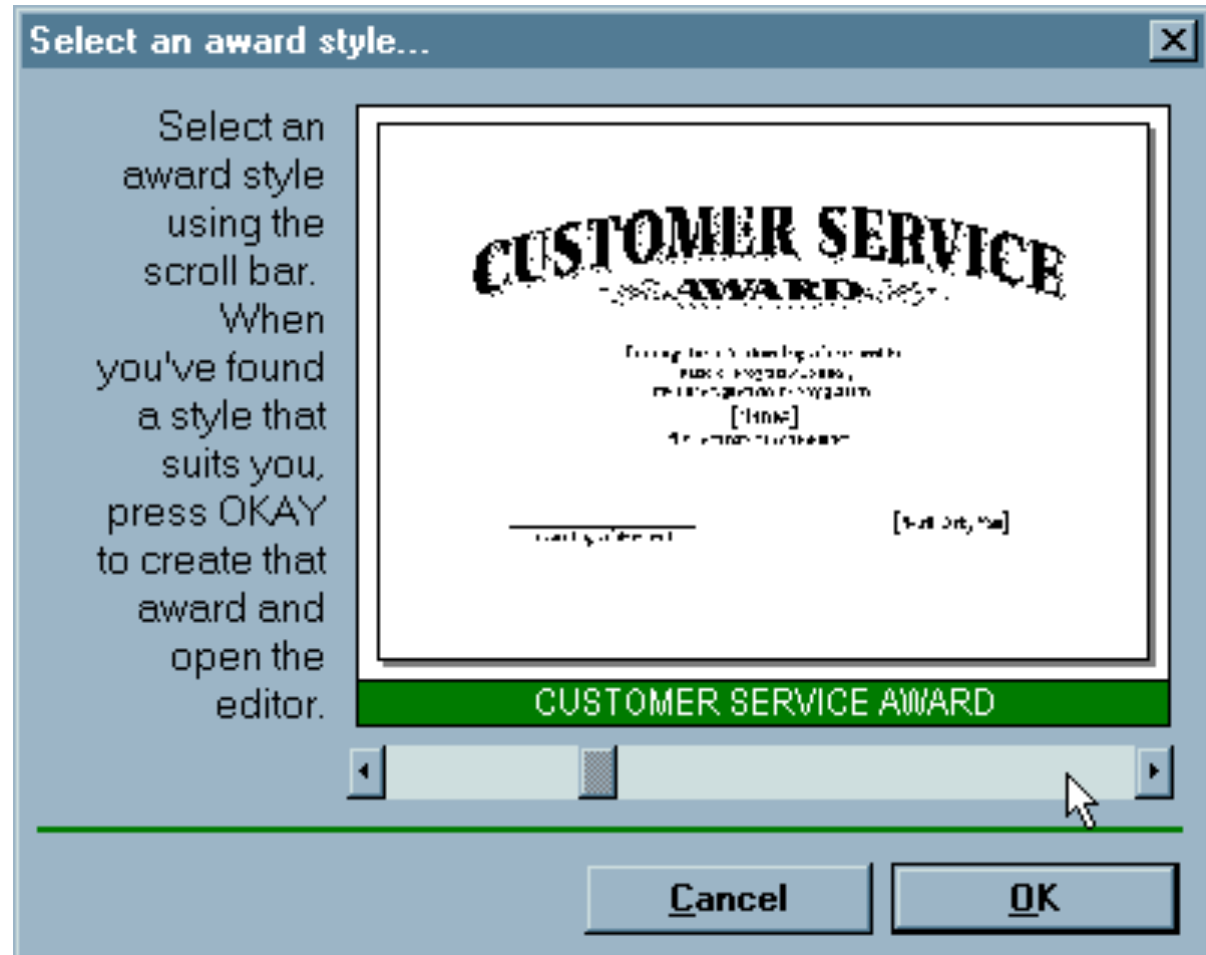 Select an award style...
Select an
award style
using the
scroll bar.
When
you've found
a style that
suits you,
press OKAY
to create that
award and
open the
editor.
CUSTOMER SERVICE
AWARD
[Name]
CUSTOMER SERVICE AWARD
Cancel
OK